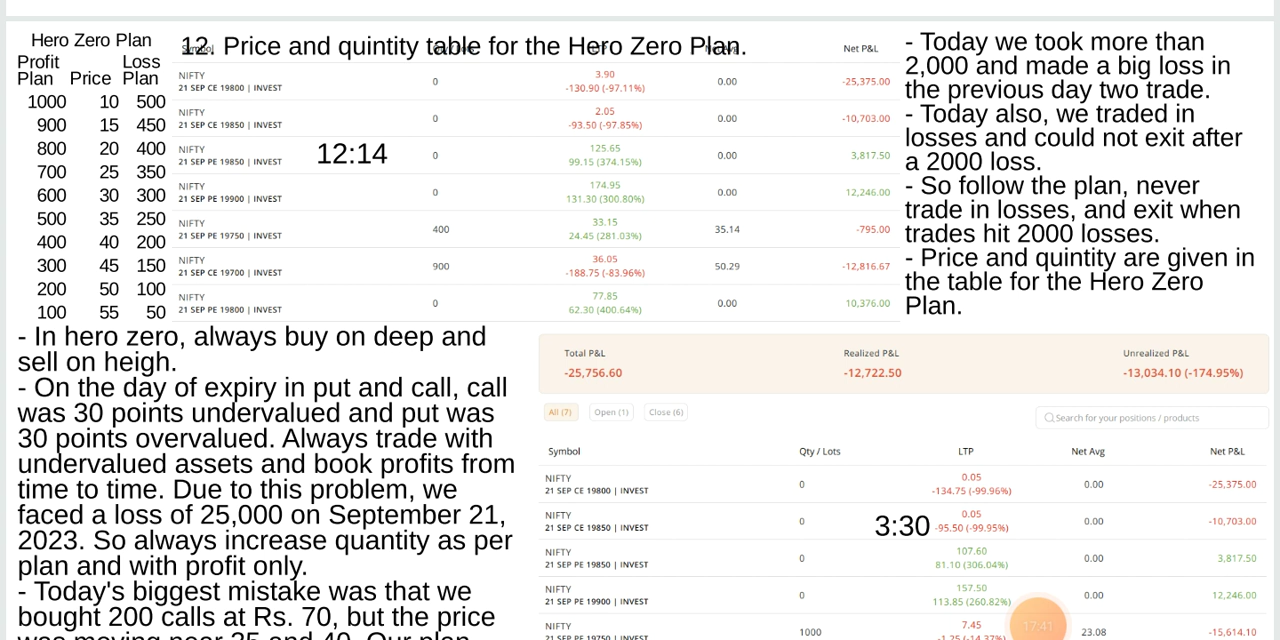 12. Price and quintity table for the Hero Zero Plan.
Hero Zero Plan
Profit Plan Price Loss Plan
1000 10 500
900 15 450
800 20 400
700 25 350
600 30 300
500 35 250
400 40 200
300 45 150
200 50 100
100 55 50
Symbol Net P&L
NIFTY 3.90
21 SEP CE 19800 | INVEST 0 -130.90 (-97.11%) 0.00 -25,375.00
NIFTY 2.05
21 SEP CE 19850 | INVEST 0 -93.50 (-97.85%) 0.00 -10,703.00
12:14
NIFTY 125.65
21 SEP PE 19850 | INVEST 0 99.15 (374.15%) 0.00 3,817.50
NIFTY 174.95
21 SEP PE 19900 | INVEST 0 131.30 (300.80%) 0.00 12,246.00
NIFTY 33.15
21 SEP PE 19750 | INVEST 400 24.45 (281.03%) 35.14 -795.00
NIFTY 36.05
21 SEP CE 19700 | INVEST 900 -188.75 (-83.96%) 50.29 -12,816.67
NIFTY 77.85
21 SEP PE 19800 | INVEST 0 62.30 (400.64%) 0.00 10,376.00
- Today we took more than
2,000 and made a big loss in
the previous day two trade.
- Today also, we traded in
losses and could not exit after
a 2000 loss.
- So follow the plan, never
trade in losses, and exit when
trades hit 2000 losses.
- Price and quintity are given in
the table for the Hero Zero
Plan.
- In hero zero, always buy on deep and
sell on heigh.
- On the day of expiry in put and call, call
was 30 points undervalued and put was
30 points overvalued. Always trade with
undervalued assets and book profits from
time to time. Due to this problem, we
faced a loss of 25,000 on September 21,
2023. So always increase quantity as per
plan and with profit only.
- Today's biggest mistake was that we
bought 200 calls at Rs. 70, but the price
was moving near 35 and 40. Our plan
Total P&L Realized P&L Unrealized P&L
-25,756.60 -12,722.50 -13,034.10 (-174.95%)
All (7) Open (1) Close (6) Search for your positions / products
Symbol Qty / Lots LTP Net Avg Net P&L
NIFTY 0.05
21 SEP CE 19800 | INVEST 0 -134.75 (-99.96%) 0.00 -25,375.00
NIFTY 0.05
21 SEP CE 19850 | INVEST 0 -95.50 (-99.95%) 0.00 -10,703.00
3:30
NIFTY 107.60
21 SEP PE 19850 | INVEST 0 81.10 (306.04%) 0.00 3,817.50
NIFTY 157.50
21 SEP PE 19900 | INVEST 0 113.85 (260.82%) 0.00 12,246.00
NIFTY 7.45
21 SEP PE 19750 | INVEST 1000 -1.25 (-14.37%) 23.08 -15,614.10
17:41